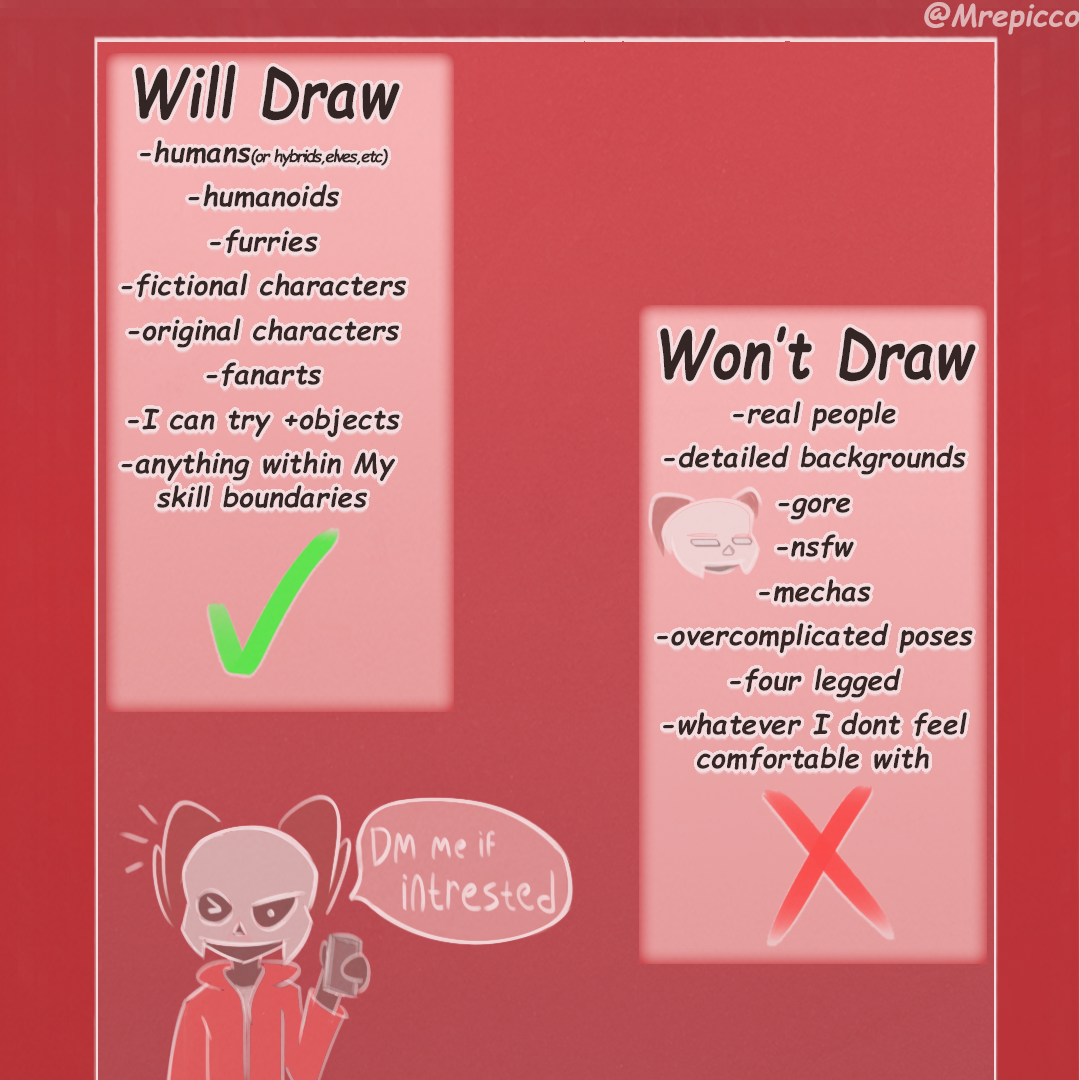 @Mrepicco
Will Draw
-humans(or hybrids,elves,etc)
-humanoids
-furries
-fictional characters
-original characters
-fanarts
-I can try +objects
-anything within My
skill boundaries
Won't Draw
-real people
-detailed backgrounds
-gore
-nsfw
-mechas
-overcomplicated poses
-four legged
-whatever I dont feel
comfortable with
DM me if
intrested